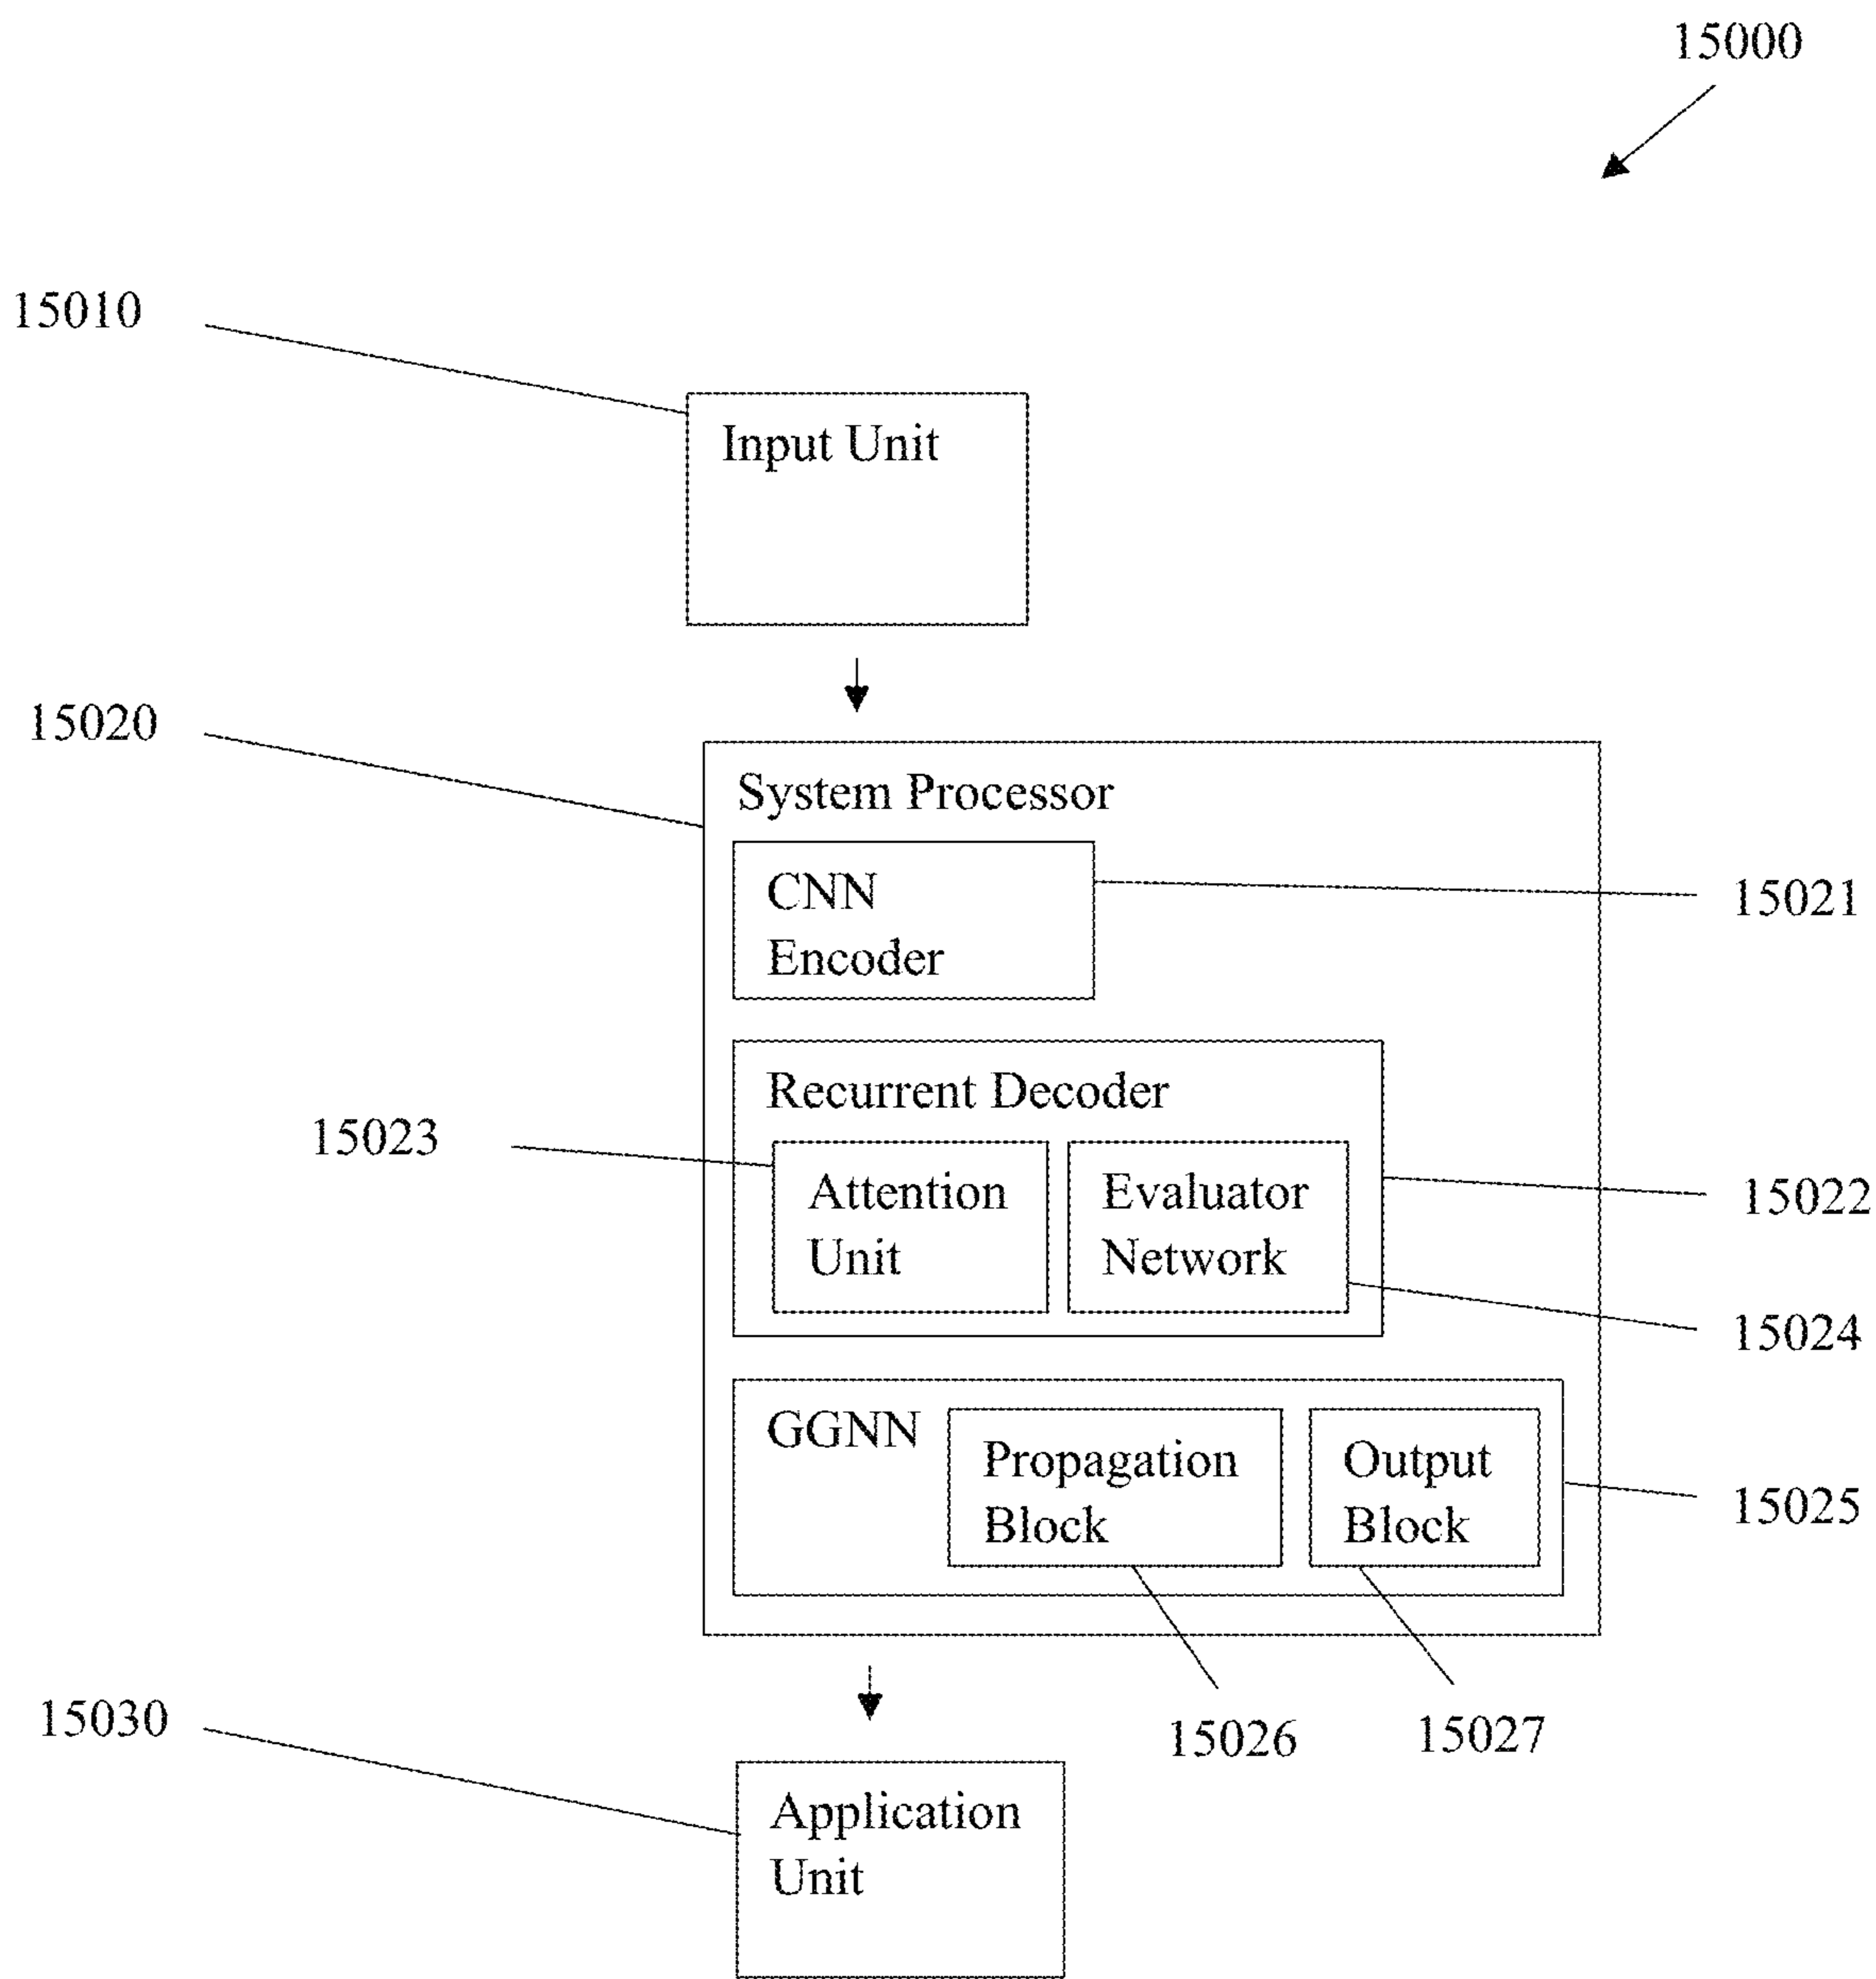 15000
15010
Input Unit
15020
System Processor
CNN
Encoder
15021
Recurrent Decoder
15023
Attention
Unit
Evaluator
Network
15022
15024
GGNN
Propagation
Block
Output
Block
15025
15026
15027
15030
Application
Unit